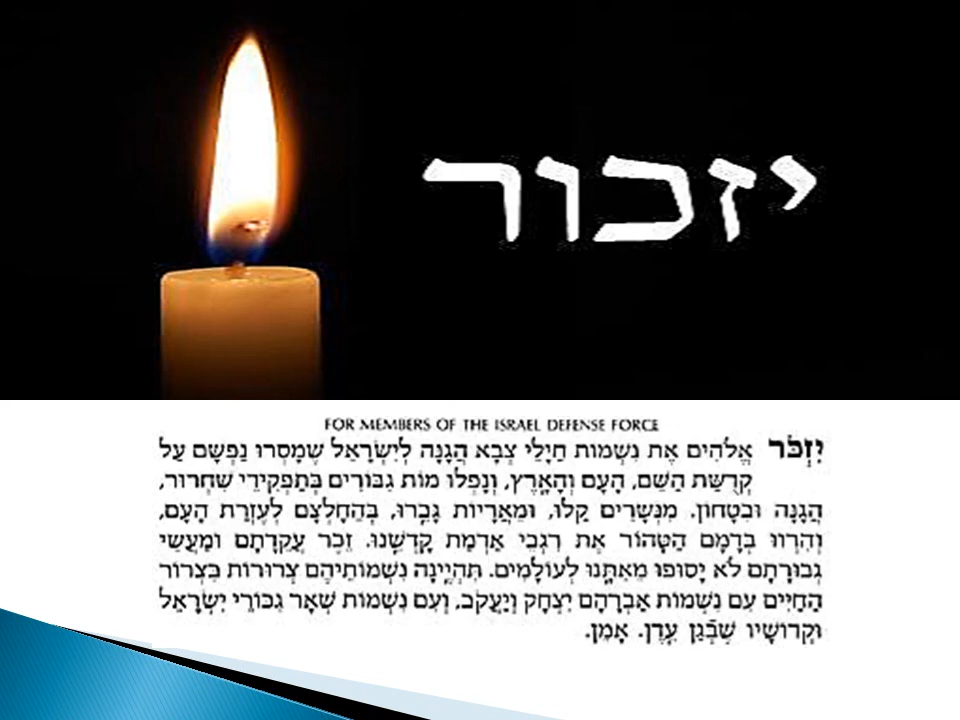 יזכור
FOR MEMBERS OF THE ISRAEL DEFENSE FORCE
יִזְכֹּר אֱלֹהִים אֶת נִשְׁמוֹת חַיָּלֵי צְבָא הֲגָנָה לְיִשְׂרָאֵל שֶׁמָּסְרוּ נַפְשָׁם עַל
קְדֻשַּׁת הַשֵּׁם, הָעָם וְהָאָרֶץ, וְנָפְלוּ מוֹת גִּבּוֹרִים בְּתַפְקִידֵי שִׁחְרוּר,
הֲגָנָה וּבִטָּחוֹן. מִנְּשָׁרִים קַלּוּ, וּמֵאֲרָיוֹת גָּבֵרוּ, בְּהֵחָלְצָם לְעֶזְרַת הָעָם,
וְהִרְווּ בְּדָמָם הַטָּהוֹר אֶת רִגְבֵי אַדְמַת קָדְשֵׁנוּ. זֵכֶר עֲקֵדָתָם וּמַעֲשֵׂי
גְבוּרָתָם לֹא יָסוּפוּ מֵאִתָּנוּ לְעוֹלָמִים. תִּהְיֶינָה נִשְׁמוֹתֵיהֶם צְרוּרוֹת בִּצְרוֹר
הַחַיִּים עִם נִשְׁמוֹת אַבְרָהָם יִצְחָק וְיַעֲקֹב, וְעִם נִשְׁמוֹת שְׁאָר גִּבּוֹרֵי יִשְׂרָאֵל
וּקְדוֹשָׁיו שֶׁבְּגַן עֵדֶן. אָמֵן.